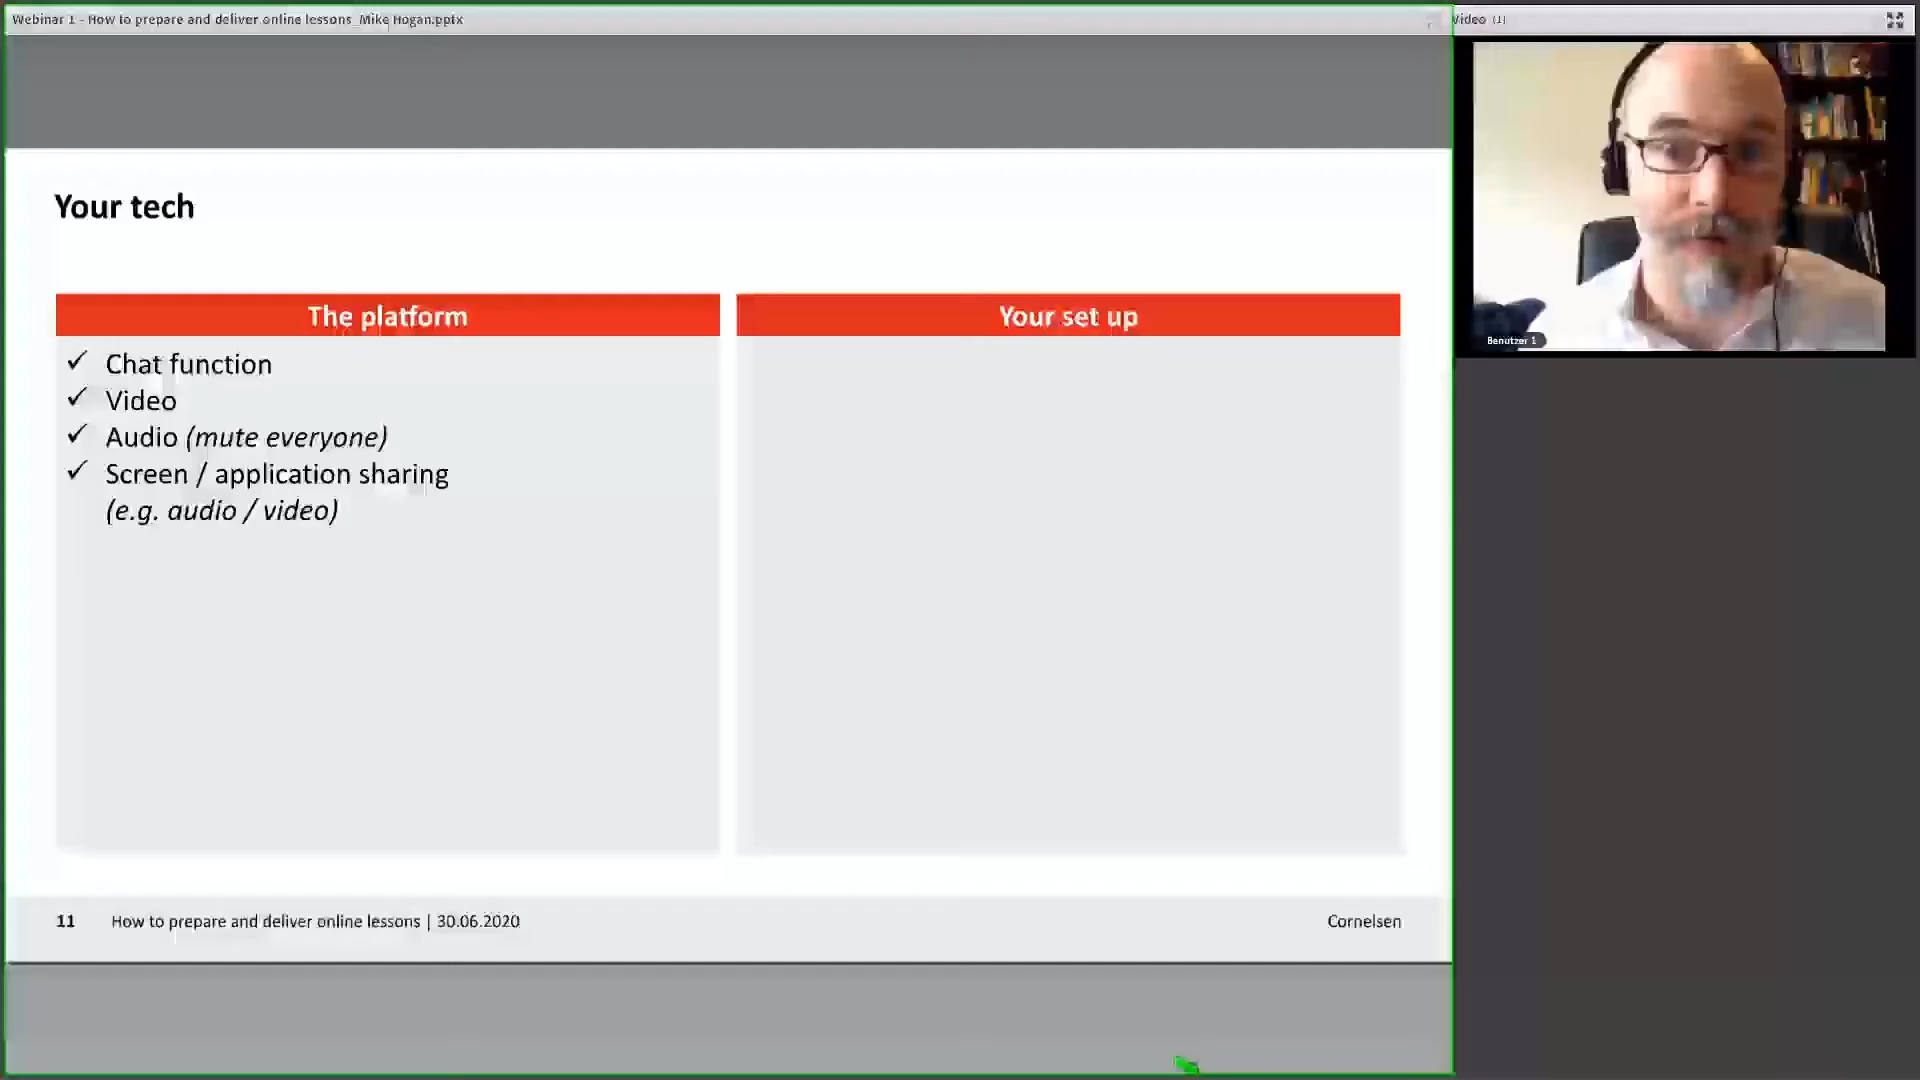 Webinar 1 - How to prepare and deliver online lessons_Mike Hogan.pptx
Video (1)
Your tech
The platform
✓ Chat function
✓ Video
✓ Audio (mute everyone)
✓ Screen / application sharing
(e.g. audio / video)
Your set up
Benutzer 1
11 How to prepare and deliver online lessons | 30.06.2020
Cornelsen